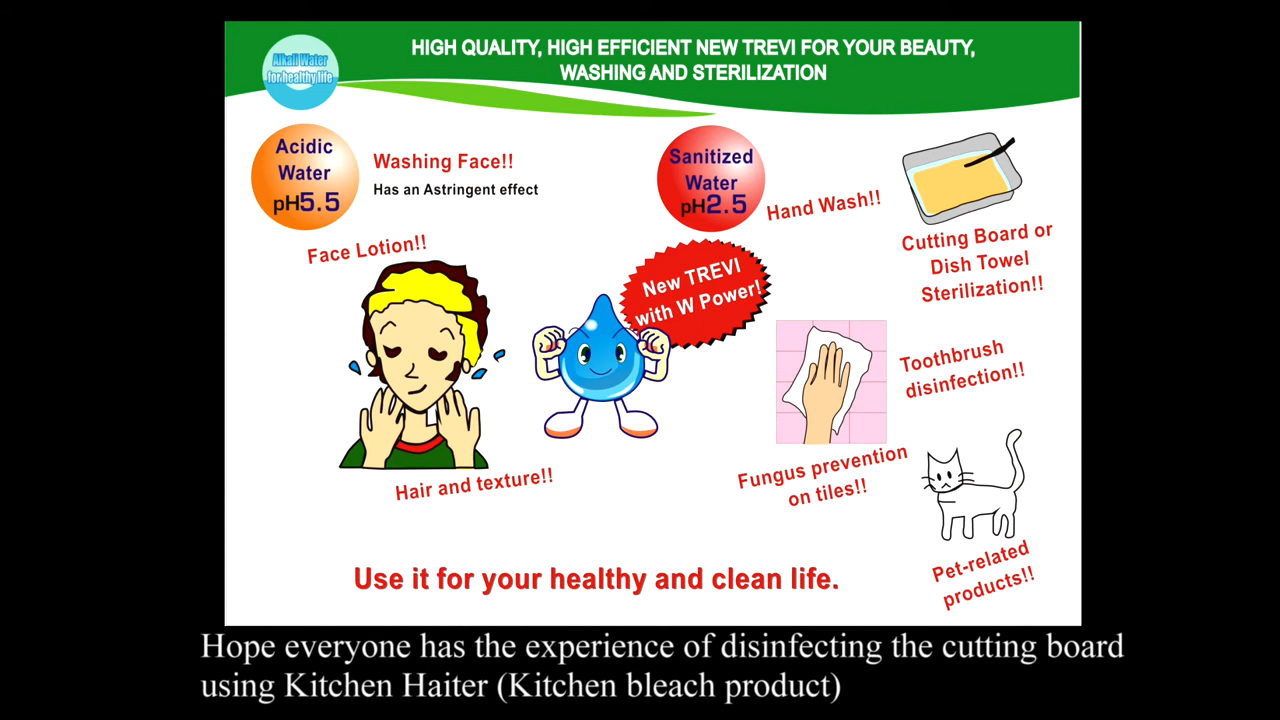 HIGH QUALITY, HIGH EFFICIENT NEW TREVI FOR YOUR BEAUTY,
WASHING AND STERILIZATION
Alkali Water
for healthy life
Acidic
Water
pH5.5
Washing Face!!
Has an Astringent effect
Face Lotion!!
Hair and texture!!
New TREVI
with W Power!
Sanitized
Water
pH2.5
Hand Wash!!
Cutting Board or
Dish Towel
Sterilization!!
Toothbrush
disinfection!!
Fungus prevention
on tiles!!
Pet-related
products!!
Use it for your healthy and clean life.
Hope everyone has the experience of disinfecting the cutting board
using Kitchen Haiter (Kitchen bleach product)